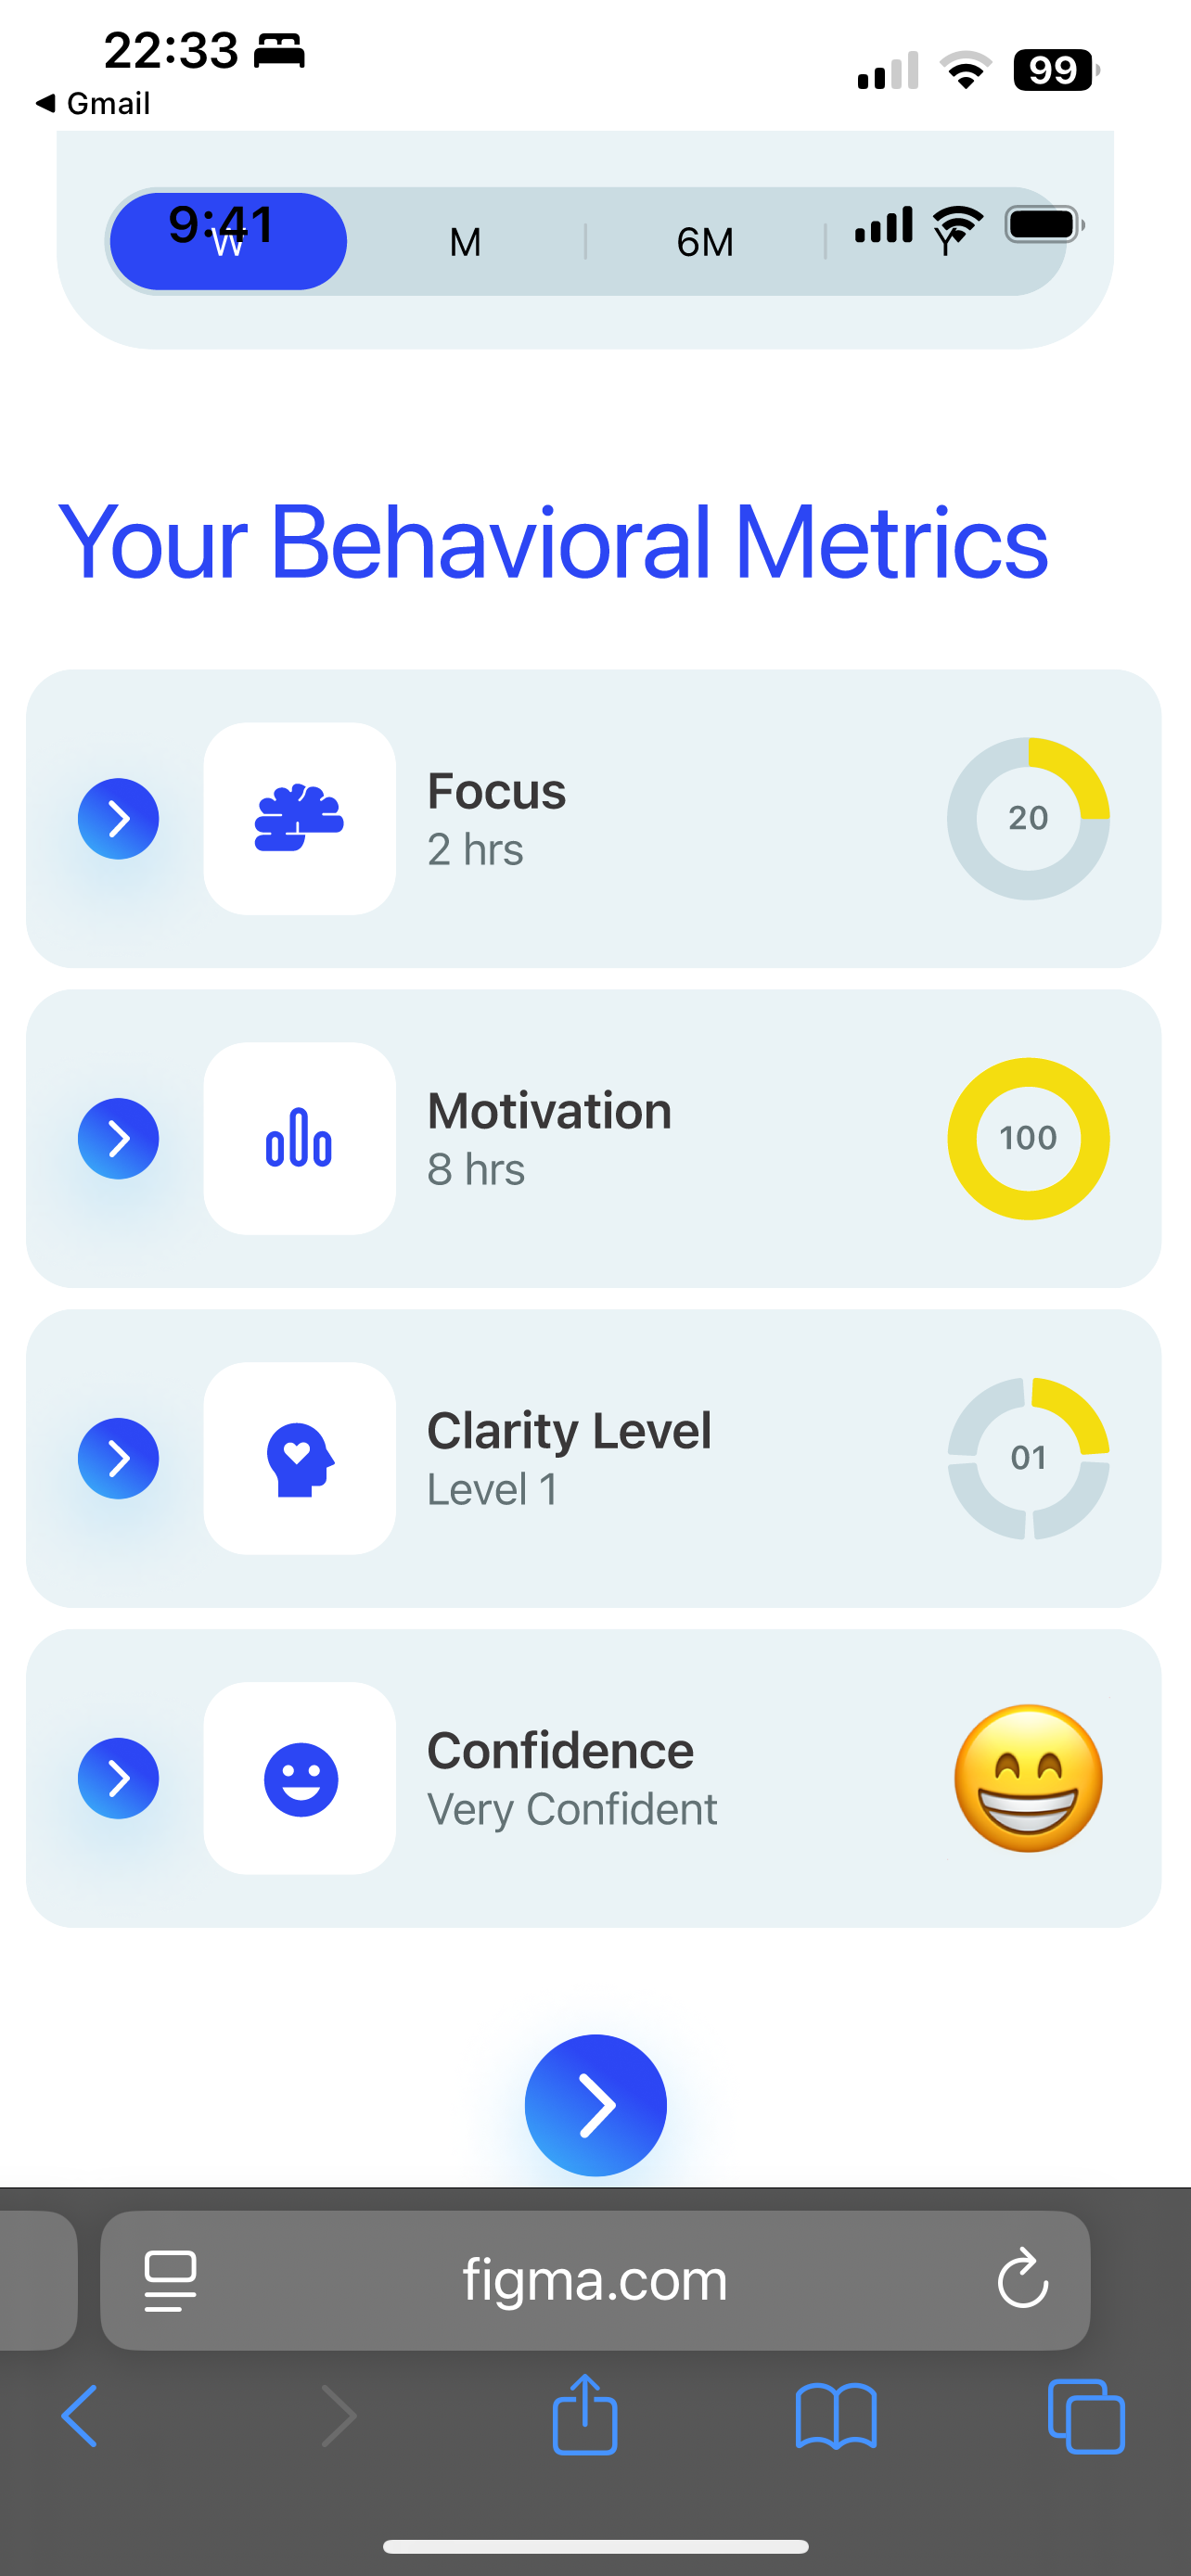 22:33
99
Gmail
9:41
W
M
6M
Y
Your Behavioral Metrics
Focus
2 hrs
20
Motivation
8 hrs
100
Clarity Level
Level 1
01
Confidence
Very Confident
figma.com